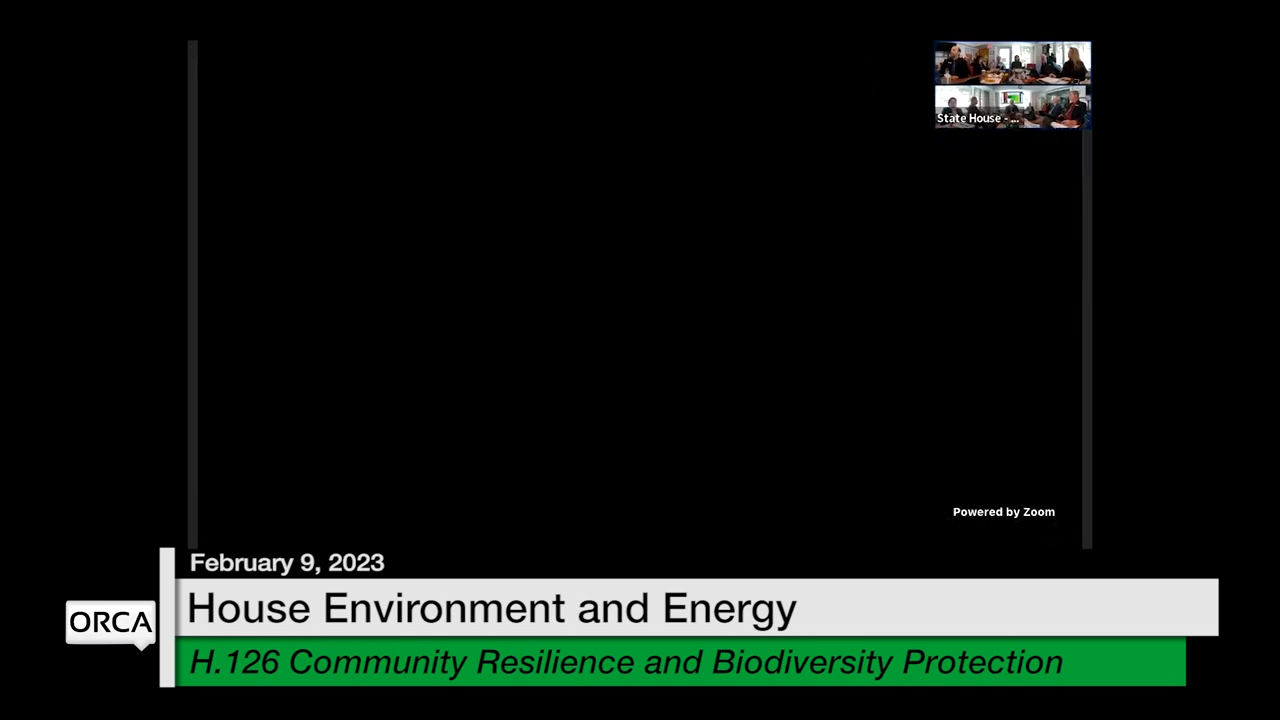 State House - ...
Powered by Zoom
February 9, 2023
House Environment and Energy
ORCA
H.126 Community Resilience and Biodiversity Protection